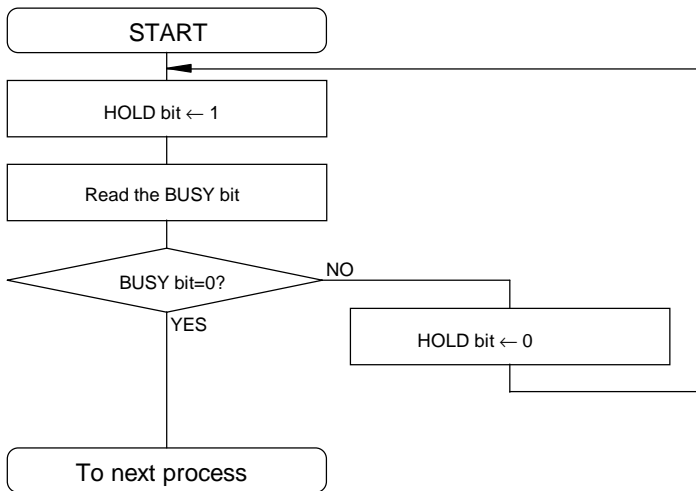 START
HOLD bit ← 1
Read the BUSY bit
BUSY bit=0?
NO
YES
HOLD bit ← 0
To next process